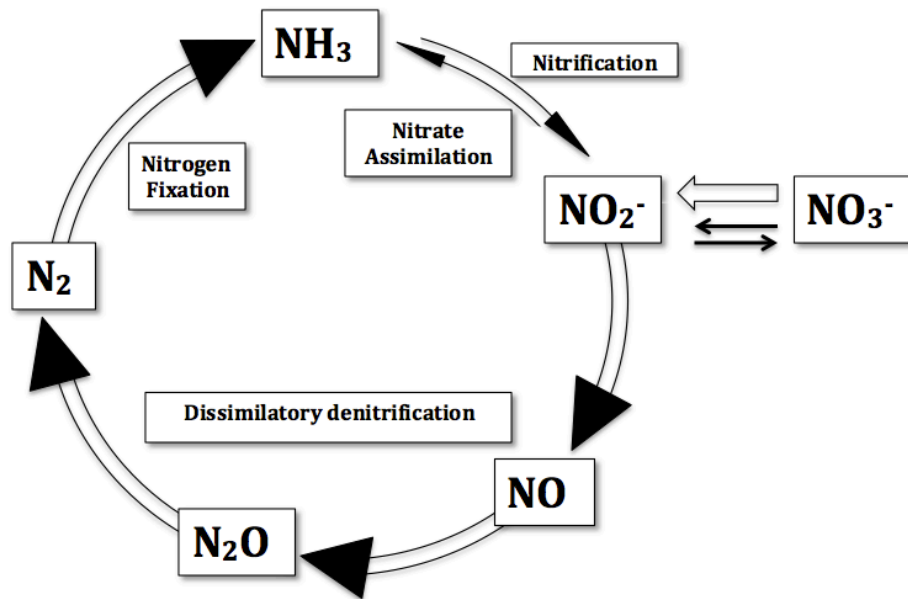 NH₃
Nitrification
Nitrate
Assimilation
Nitrogen
Fixation
NO₂⁻
NO₃⁻
N₂
Dissimilatory denitrification
NO
N₂O